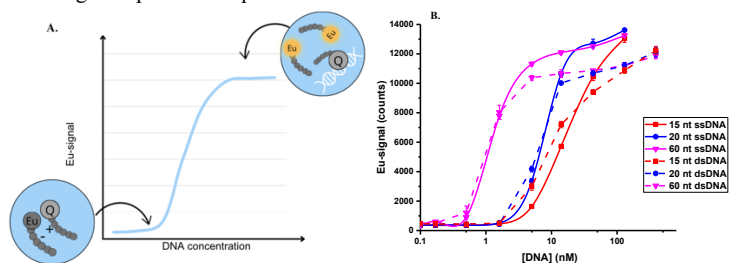 A.
Eu-signal
DNA concentration
Eu
Eu
Q
Eu
Q
+
-
B.
Eu-signal (counts)
14000
12000
10000
8000
6000
4000
2000
0
0.1
1
10
100
[DNA] (nM)
15 nt ssDNA
20 nt ssDNA
60 nt ssDNA
15 nt dsDNA
20 nt dsDNA
60 nt dsDNA